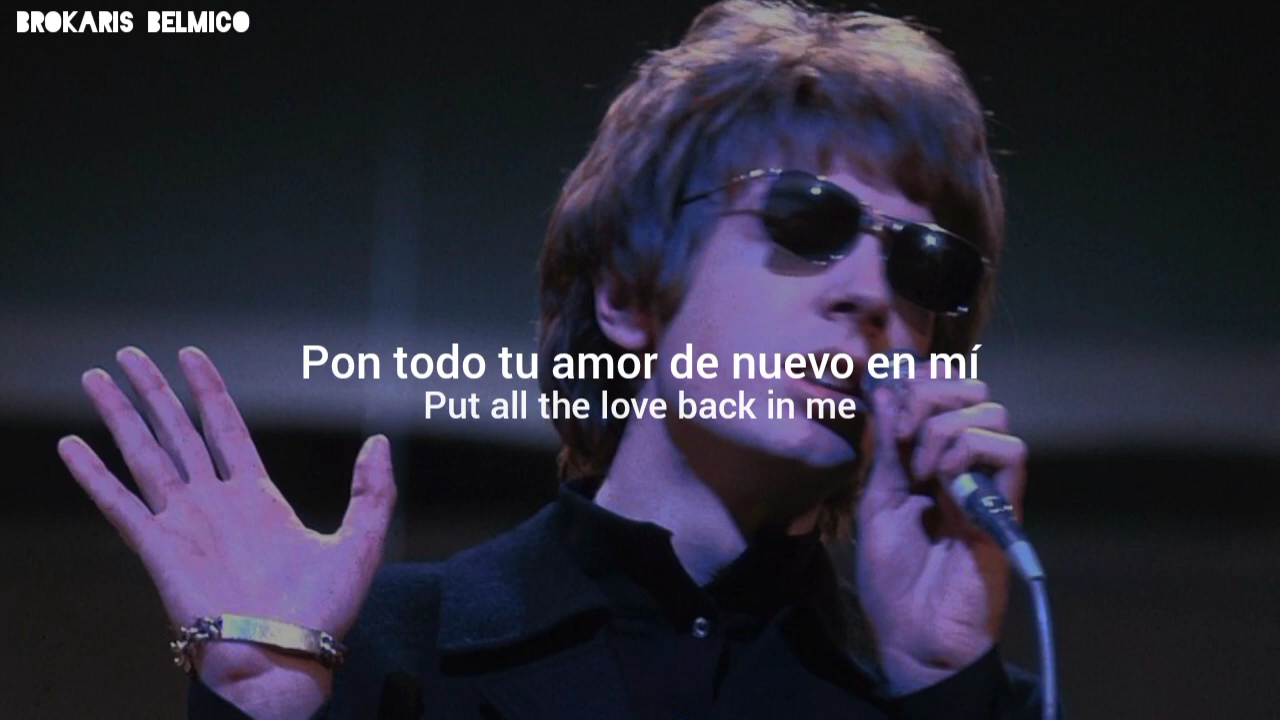 BROKARIS BELMICO
Pon todo tu amor de nuevo en mí
Put all the love back in me